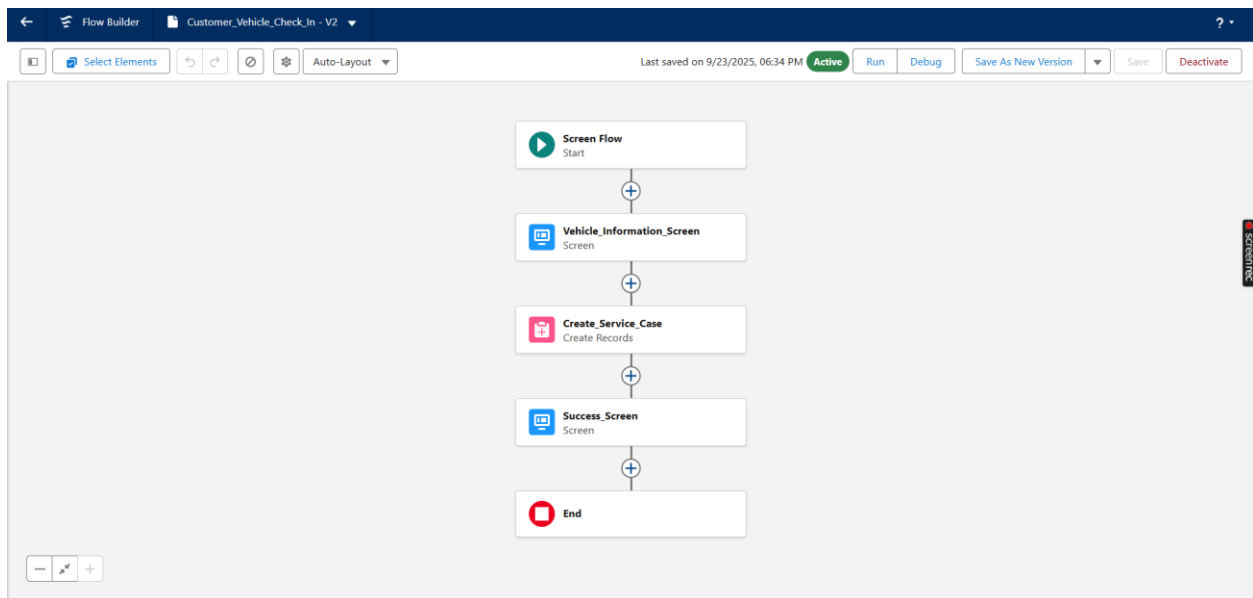 Flow Builder
Customer_Vehicle_Check_In - V2
? 
Select Elements
Auto-Layout
Last saved on 9/23/2025, 06:34 PM
Active
Run
Debug
Save As New Version
Save
Deactivate
Screen Flow
Start
Vehicle_Information_Screen
Screen
Create_Service_Case
Create Records
Success_Screen
Screen
End
screenrec